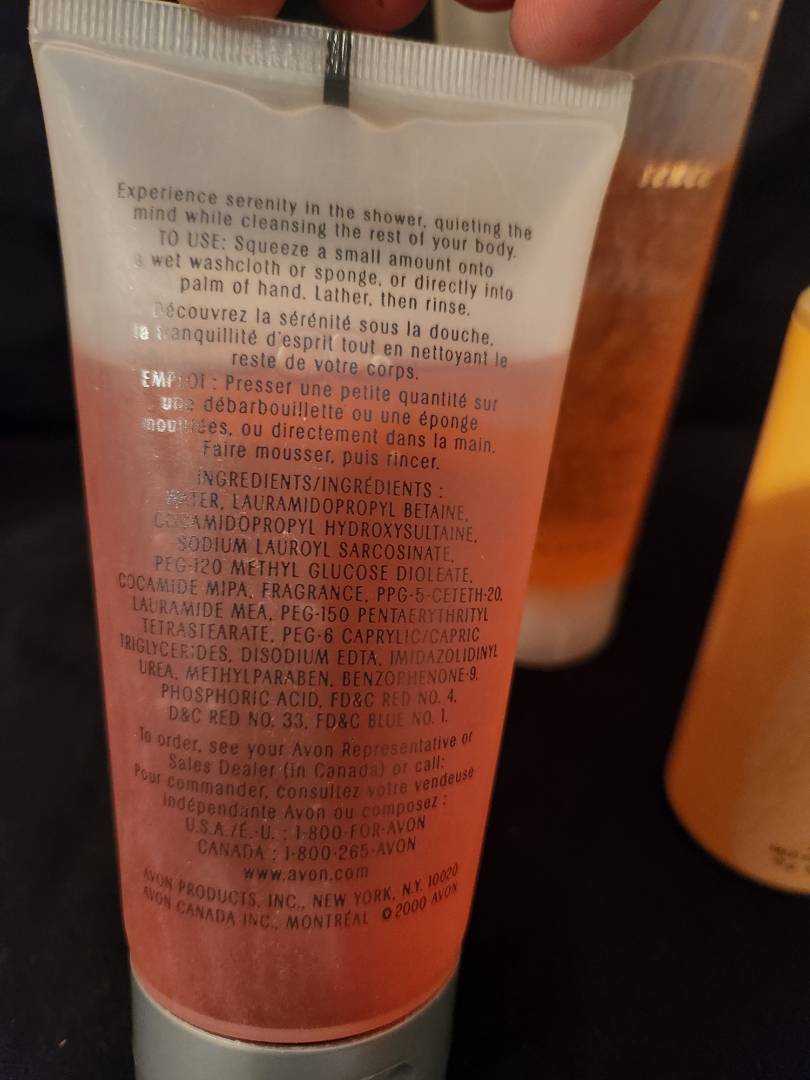 Experience serenity in the shower, quieting the
mind while cleansing the rest of your body.
TO USE: Squeeze a small amount onto
a wet washcloth or sponge, or directly into
palm of hand. Lather, then rinse.
Découvrez la sérénité sous la douche,
la tranquillité d'esprit tout en nettoyant le
reste de votre corps.
EMPLOI : Presser une petite quantité sur
une débarbouillette ou une éponge
mouillées, ou directement dans la main.
Faire mousser, puis rincer.
INGREDIENTS/INGRÉDIENTS :
WATER, LAURAMIDOPROPYL BETAINE,
COCAMIDOPROPYL HYDROXYSULTAINE,
SODIUM LAUROYL SARCOSINATE,
PEG-120 METHYL GLUCOSE DIOLEATE,
COCAMIDE MIPA, FRAGRANCE, PPG-5-CETETH-20,
LAURAMIDE MEA, PEG-150 PENTAERYTHRITYL
TETRASTEARATE, PEG-6 CAPRYLIC/CAPRIC
TRIGLYCERIDES, DISODIUM EDTA, IMIDAZOLIDINYL
UREA, METHYLPARABEN, BENZOPHENONE-9,
PHOSPHORIC ACID, FD&C RED NO. 4,
D&C RED NO. 33, FD&C BLUE NO. 1.
To order, see your Avon Representative or
Sales Dealer (in Canada) or call:
Pour commander, consultez votre vendeuse
indépendante Avon ou composez :
U.S.A./É.-U. : 1-800-FOR-AVON
CANADA : 1-800-265-AVON
www.avon.com
AVON PRODUCTS, INC., NEW YORK, N.Y. 10020
AVON CANADA INC., MONTRÉAL ©2000 AVON